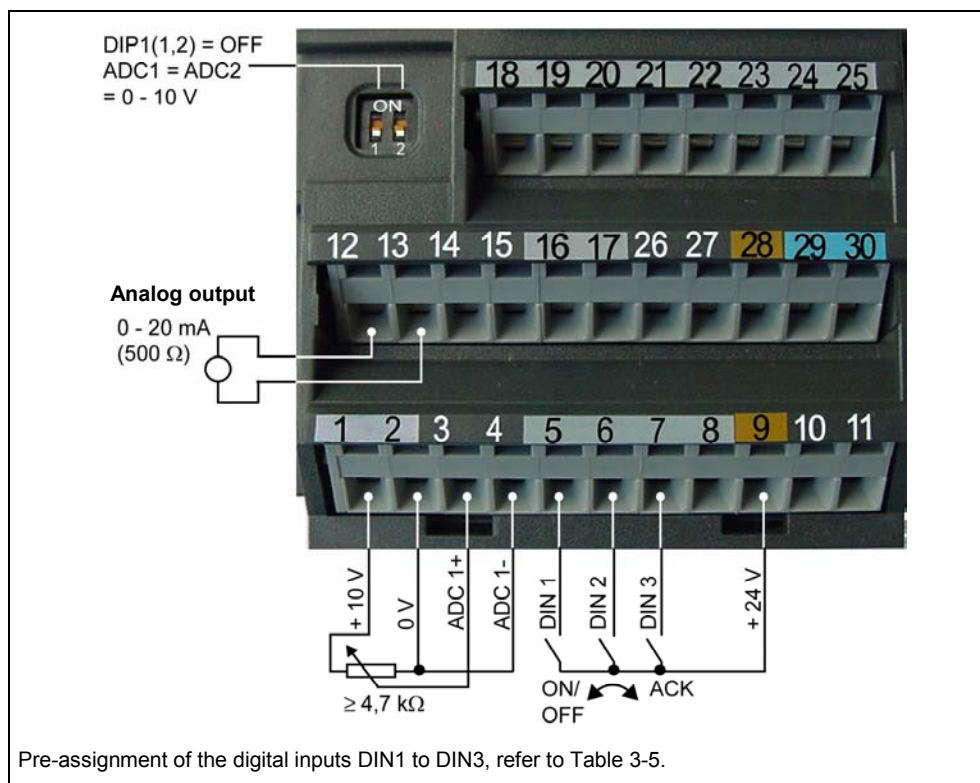 DIP1(1,2) = OFF
ADC1 = ADC2
= 0 - 10 V
ON
1 2
18 19 20 21 22 23 24 25
12 13 14 15 16 17 26 27 28 29 30
Analog output
0 - 20 mA
(500 Ω)
1 2 3 4 5 6 7 8 9 10 11
+ 10 V
0 V
ADC 1+
ADC 1-
DIN 1
DIN 2
DIN 3
+ 24 V
≥ 4,7 kΩ
ON/
OFF
ACK
Pre-assignment of the digital inputs DIN1 to DIN3, refer to Table 3-5.